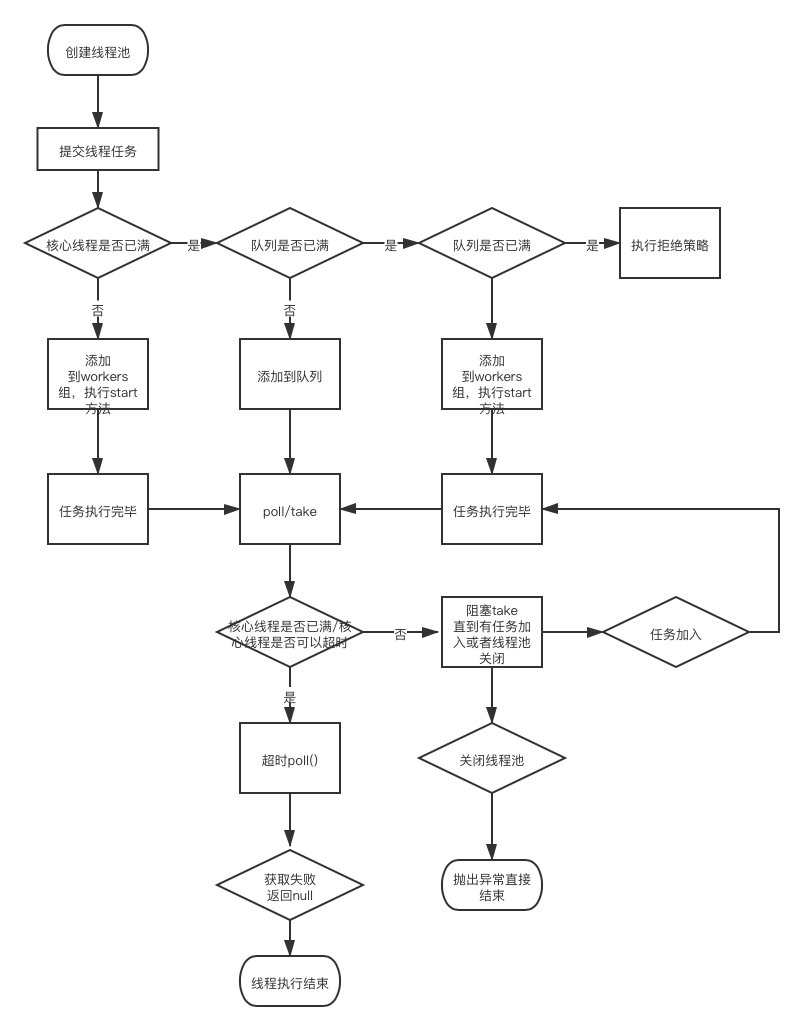 创建线程池
提交线程任务
核心线程是否已满
是
队列是否已满
是
队列是否已满
是
执行拒绝策略
否
否
添加
到workers
组，执行start
方法
添加到队列
添加
到workers
组，执行start
方法
任务执行完毕
poll/take
任务执行完毕
核心线程是否已满/核
心线程是否可以超时
否
阻塞take
直到有任务加
入或者线程池
关闭
任务加入
是
超时poll()
关闭线程池
获取失败
返回null
抛出异常直接
结束
线程执行结束